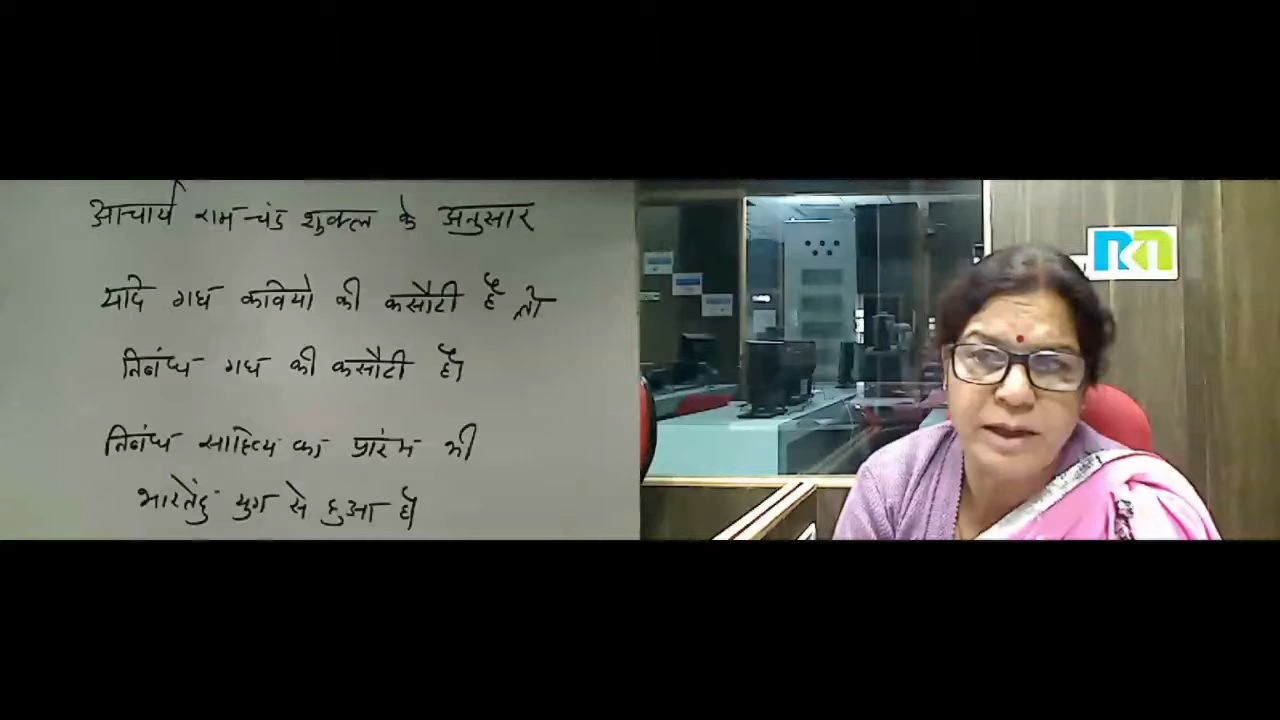 आचार्य रामचंद्र शुक्ल के अनुसार
यदि गद्य कवियो की कसौटी है तो
निबंध गद्य की कसौटी है।
निबंध साहित्य का प्रारंभ भी
भारतेंदु युग से हुआ है